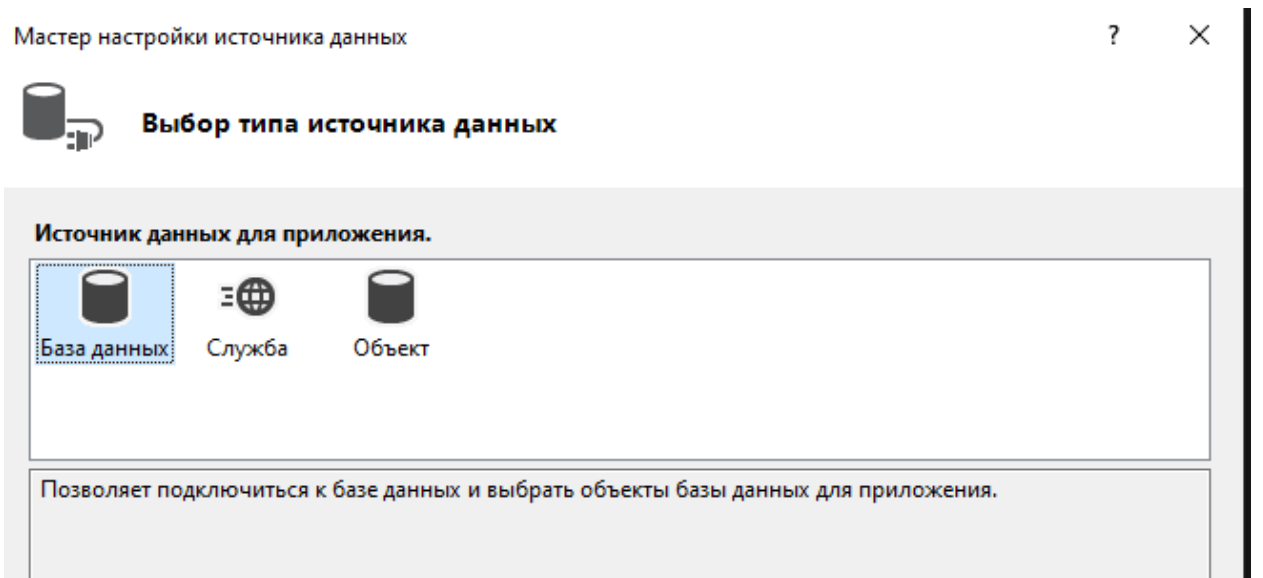 Мастер настройки источника данных ?
Выбор типа источника данных
Источник данных для приложения.
База данных Служба Объект
Позволяет подключиться к базе данных и выбрать объекты базы данных для приложения.